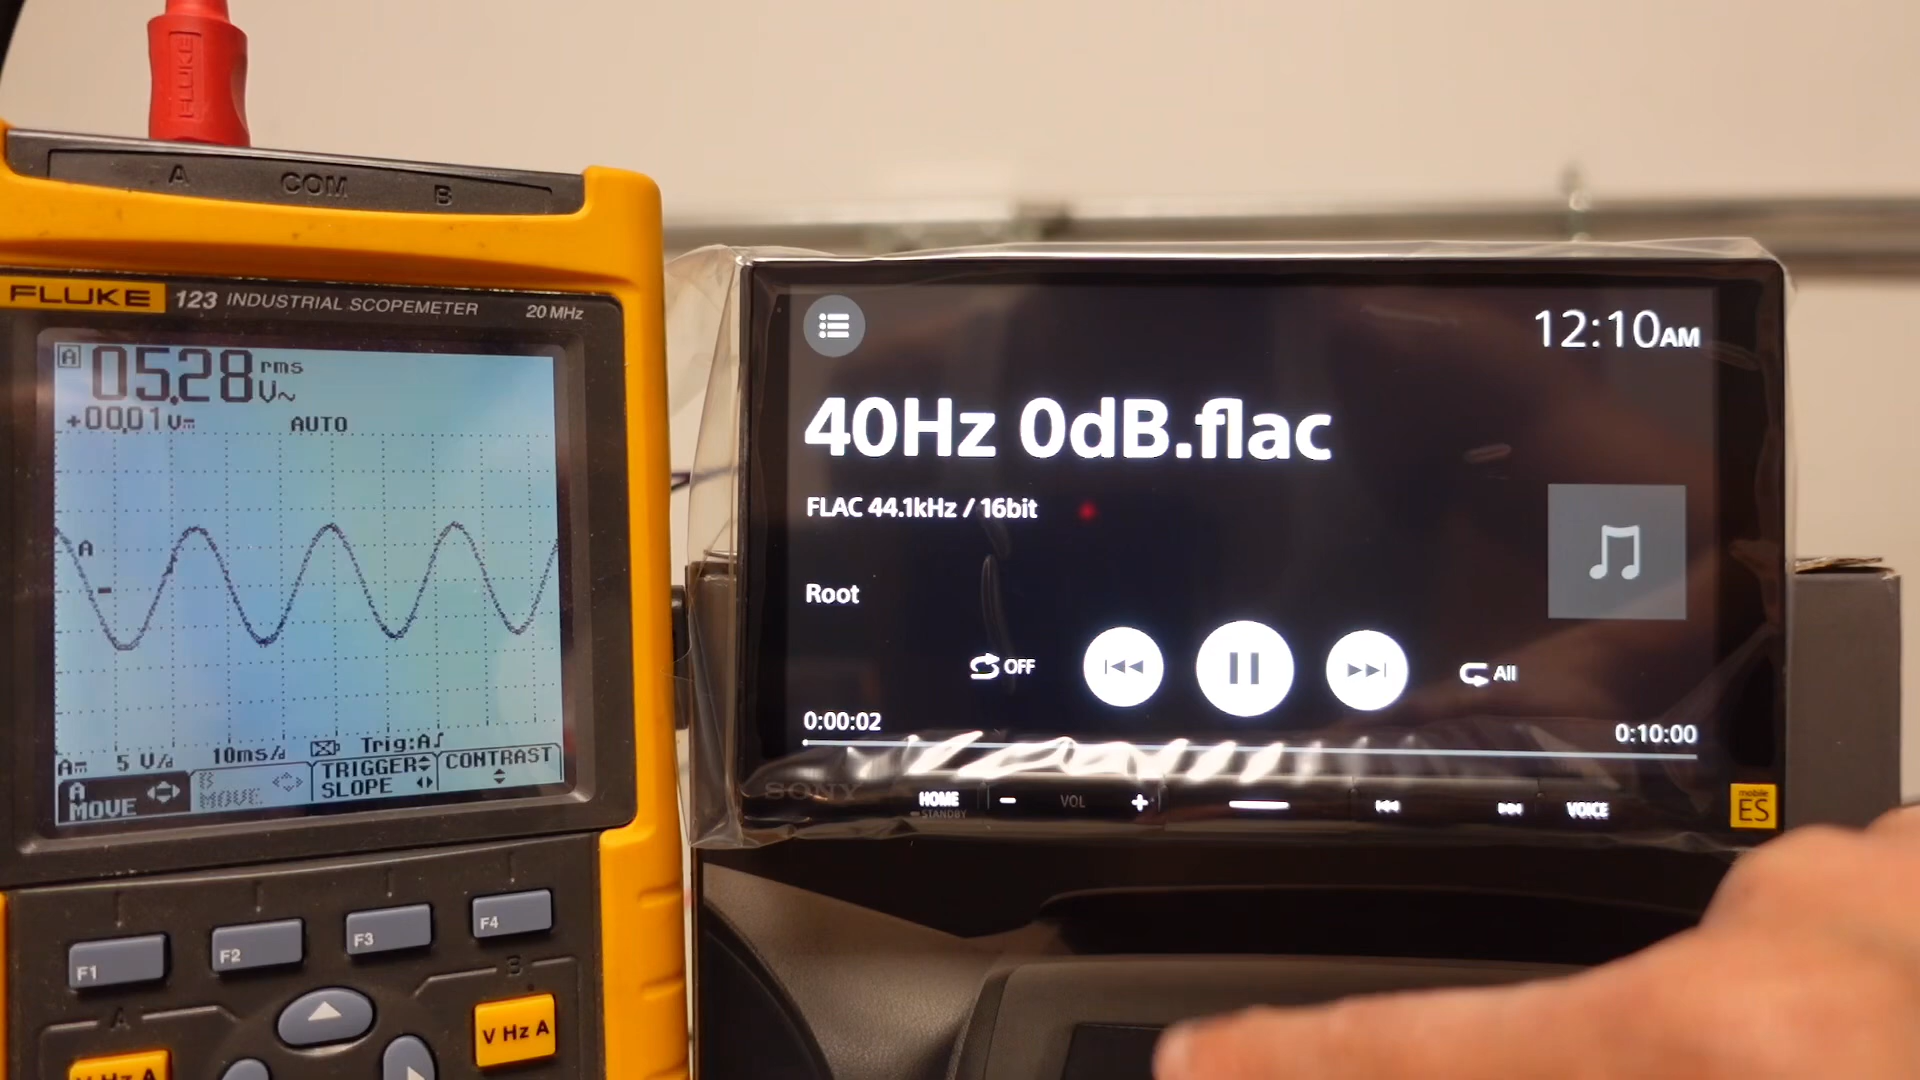 FLUKE
A COM B
FLUKE 123 INDUSTRIAL SCOPEMETER 20 MHz
A 05.28 rms V~
+00.01 V
AUTO
A
A 5 V/d 10ms/d Trig:A
A MOVE
B MOVE
TRIGGER SLOPE
CONTRAST
F1 F2 F3 F4
A
B
V Hz A
V Hz A
12:10AM
40Hz 0dB.flac
FLAC 44.1kHz / 16bit
Root
OFF
All
0:00:02
0:10:00
SONY
HOME
STANDBY
− VOL +
VOICE
mobile ES